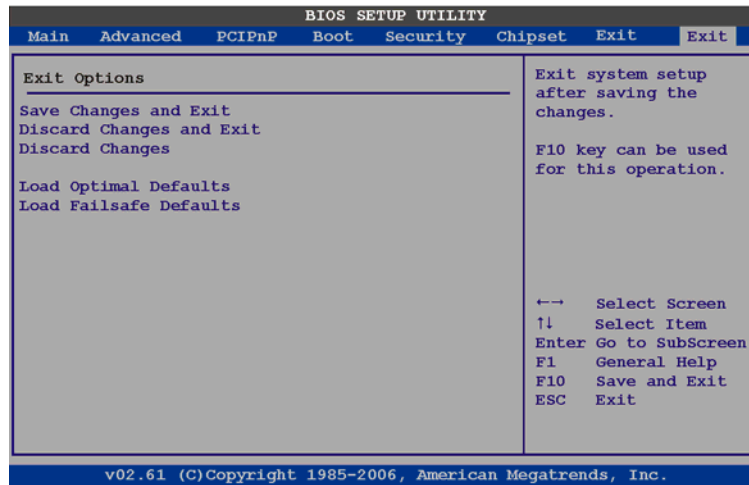 BIOS SETUP UTILITY
Main Advanced PCIPnP Boot Security Chipset Exit Exit
Exit Options
Save Changes and Exit
Discard Changes and Exit
Discard Changes
Load Optimal Defaults
Load Failsafe Defaults
Exit system setup
after saving the
changes.
F10 key can be used
for this operation.
←→ Select Screen
↑↓ Select Item
Enter Go to SubScreen
F1 General Help
F10 Save and Exit
ESC Exit
v02.61 (C)Copyright 1985-2006, American Megatrends, Inc.